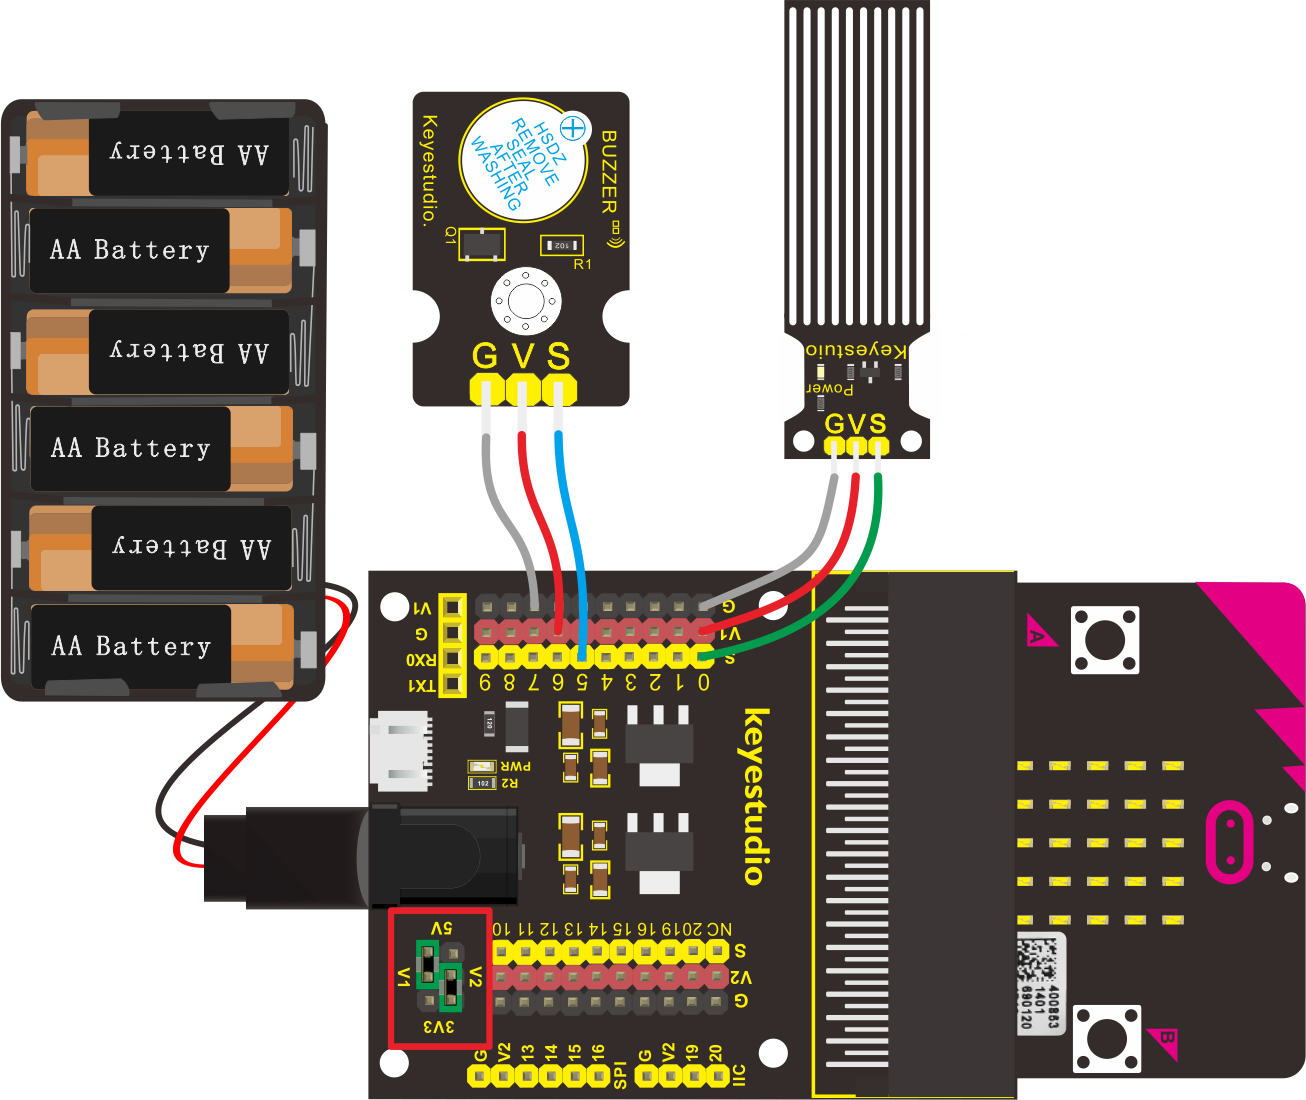 AA Battery
AA Battery
AA Battery
AA Battery
AA Battery
AA Battery
Keyestudio.
HSDZ
REMOVE
SEAL
AFTER
WASHING
BUZZER
Q1
102
R1
G V S
Keyestuio
Power
GVS
V1
G
RX0
TX1
G
V1
S
9 8 7 6 5 4 3 2 1 0
120
PWR
102
R2
keyestudio
5V
V1
V2
3V3
10 11 12 13 14 15 16 19 20 NC
S
V2
G
G V2 13 14 15 16
SPI
G V2 19 20
IIC
A
B
400863
1401
690120